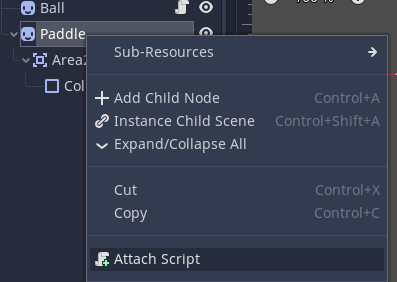 Ball
Paddle
Sub-Resources
Area2
Add Child Node Control+A
Col
Instance Child Scene Control+Shift+A
Expand/Collapse All
Cut Control+X
Copy Control+C
Attach Script